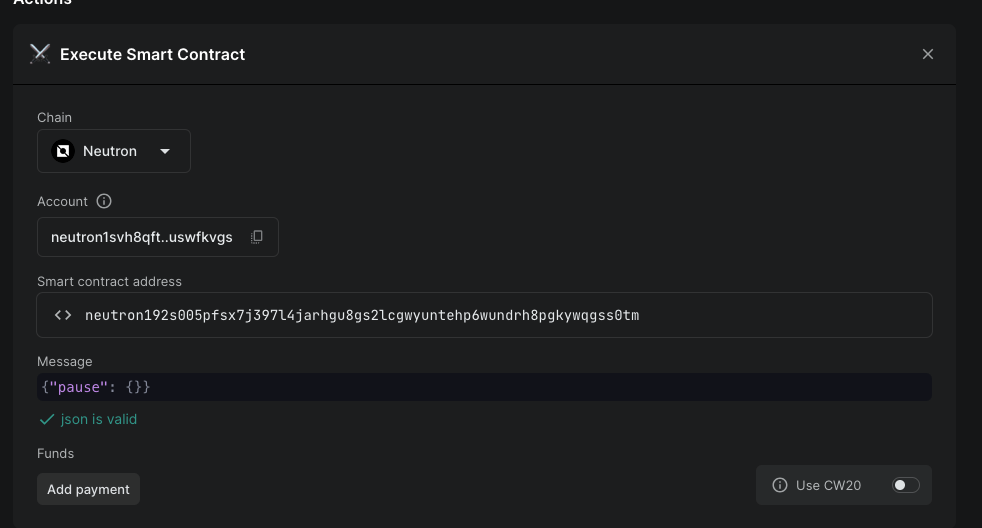 Actions
Execute Smart Contract
Chain
Neutron
Account
neutron1svh8qft..uswfkvgs
Smart contract address
neutron192s005pfsx7j397l4jarhgu8gs2lcgwyuntehp6wundrh8pgkywqgss0tm
Message
{"pause": {}}
json is valid
Funds
Add payment
Use CW20